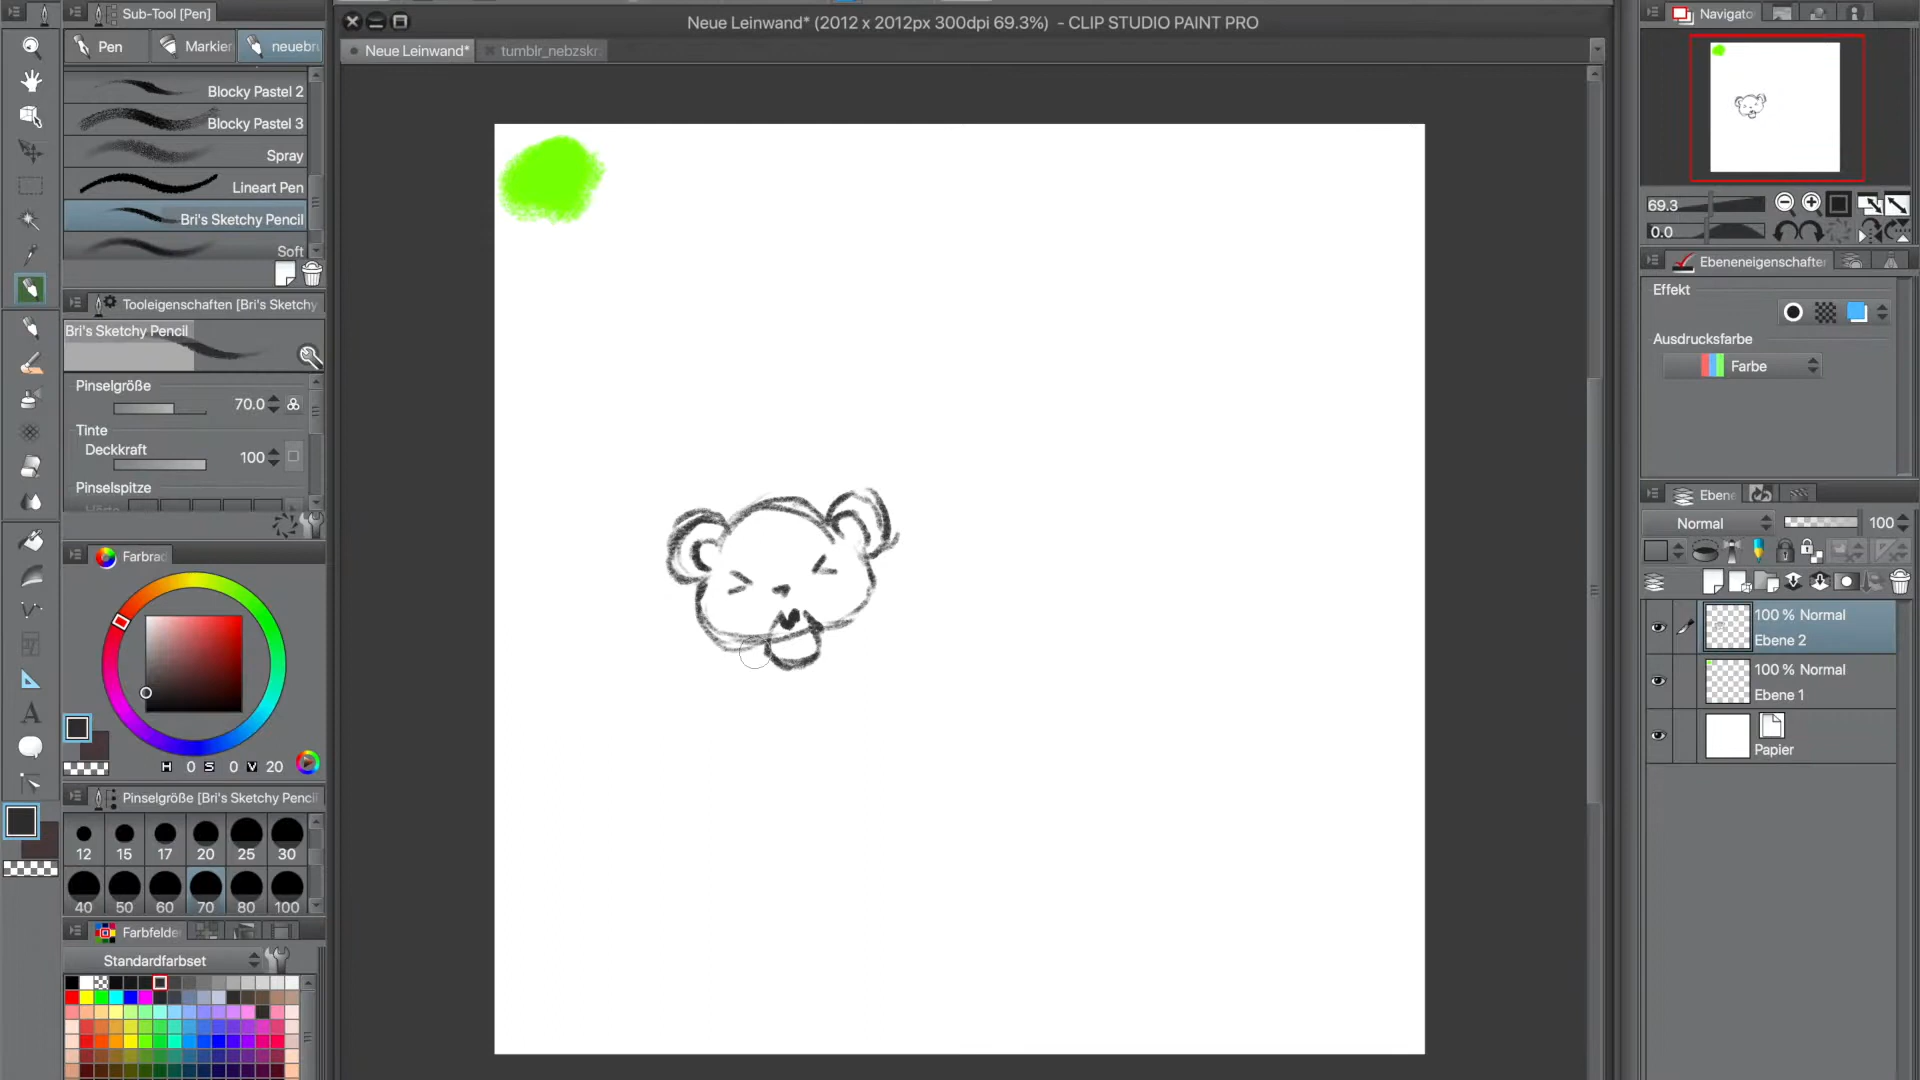 Sub-Tool [Pen]
Pen
Markier
neuebru
Blocky Pastel 2
Blocky Pastel 3
Spray
Lineart Pen
Bri's Sketchy Pencil
Soft
Tooleigenschaften [Bri's Sketchy
Bri's Sketchy Pencil
Pinselgröße
70.0
Tinte
Deckkraft
100
Pinselspitze
Härte
Farbrad
H 0 S 0 V 20
Pinselgröße [Bri's Sketchy Pencil
12 15 17 20 25 30
40 50 60 70 80 100
Farbfelder
Standardfarbset
Neue Leinwand* (2012 x 2012px 300dpi 69.3%) - CLIP STUDIO PAINT PRO
Neue Leinwand*
tumblr_nebzskr
Navigato
69.3
0.0
Ebeneneigenschafter
Effekt
Ausdrucksfarbe
Farbe
Ebene
Normal
100
100 % Normal
Ebene 2
100 % Normal
Ebene 1
Papier